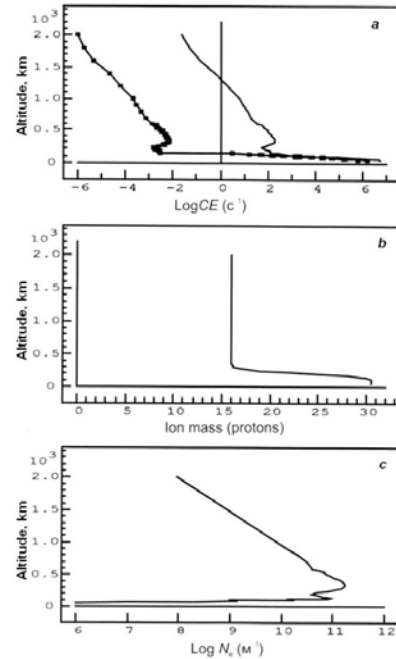 10³ a
2.0
1.5
1.0
0.5
0
Altitude, km
-6 -4 -2 0 2 4 6
LogCE (c⁻¹)
10³ b
2.0
1.5
1.0
0.5
0
Altitude, km
0 5 10 15 20 25 30
Ion mass (protons)
10³ c
2.0
1.5
1.0
0.5
0
Altitude, km
6 7 8 9 10 11 12
Log Nₑ (м⁻¹)